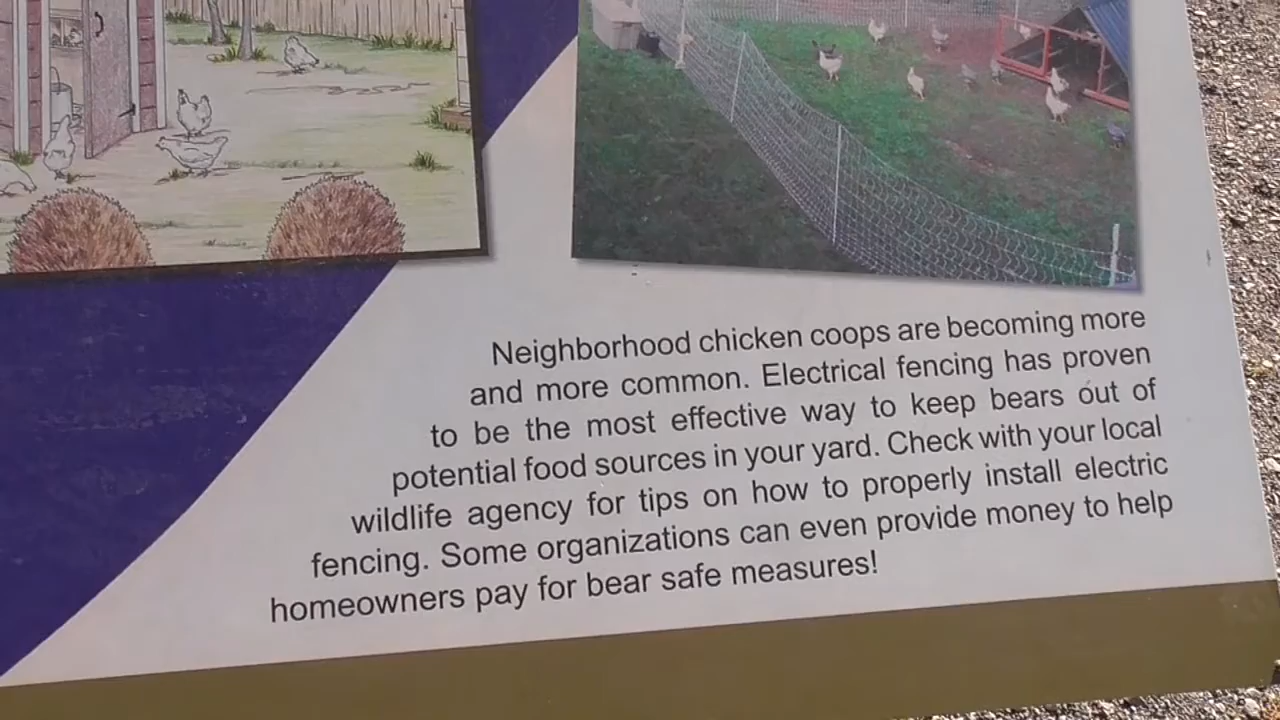 Neighborhood chicken coops are becoming more
and more common. Electrical fencing has proven
to be the most effective way to keep bears out of
potential food sources in your yard. Check with your local
wildlife agency for tips on how to properly install electric
fencing. Some organizations can even provide money to help
homeowners pay for bear safe measures!